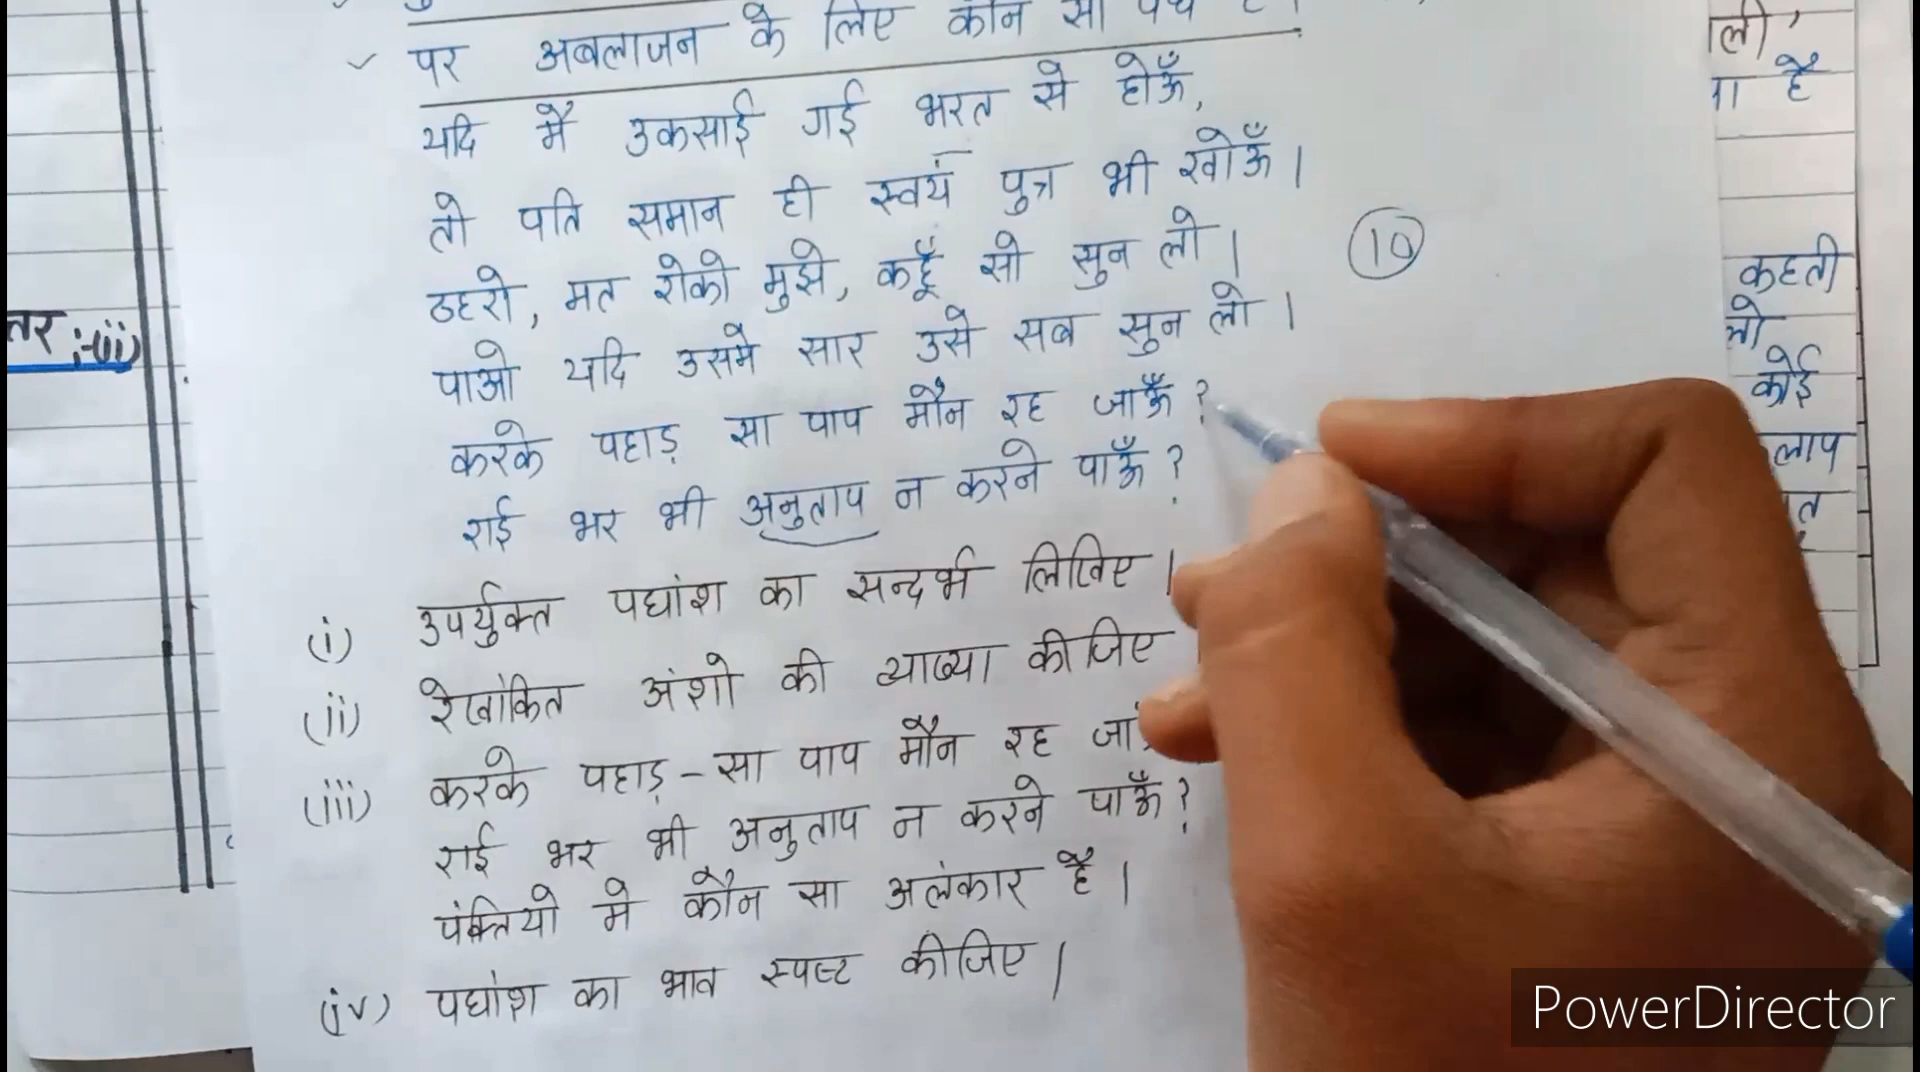 पर अबलाजन के लिए कौन सा
यदि मैं उकसाई गई भरत से होऊँ,
तो पति समान ही स्वयं पुत्र भी खोऊँ।
ठहरो, मत रोको मुझे, कहूँ सो सुन लो।
पाओ यदि उसमे सार उसे सब सुन लो।
करके पहाड़ सा पाप मौन रह जाऊँ?
राई भर भी अनुताप न करने पाऊँ?
10
(i) उपर्युक्त पद्यांश का सन्दर्भ लिखिए।
(ii) रेखांकित अंशो की व्याख्या कीजिए
(iii) करके पहाड़-सा पाप मौन रह
राई भर भी अनुताप न करने पाऊँ?
पंक्तियो मे कौन सा अलंकार है।
(iv) पद्यांश का भाव स्पष्ट कीजिए।
:-(ii)
है
कहती
लो
कोई
PowerDirector